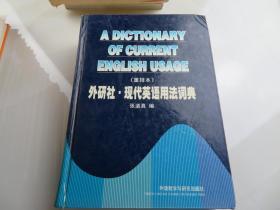 A DICTIONARY
OF CURRENT
ENGLISH USAGE
(重排本)
外研社·现代英语用法词典
张道真 编
外语教学与研究出版社